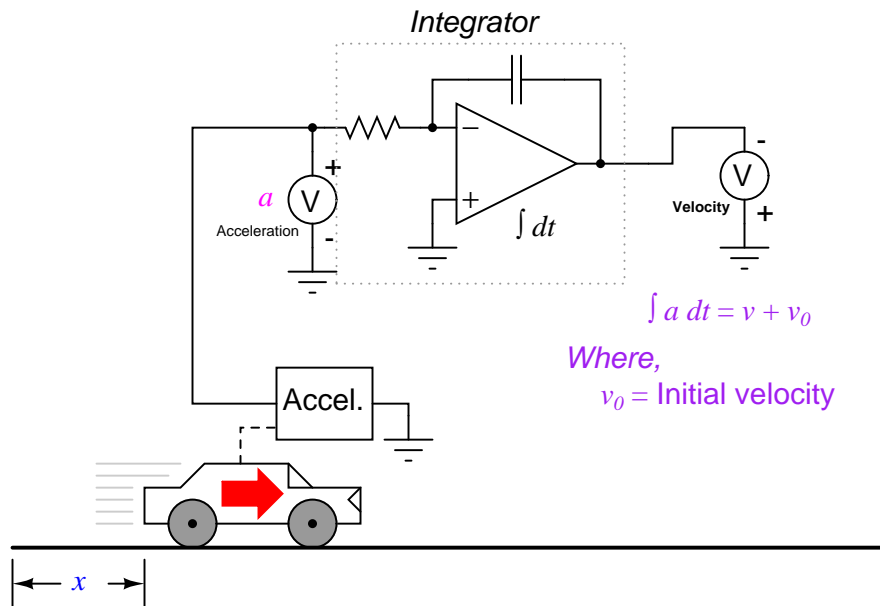 Integrator
+
−
a
V
Acceleration
-
+
∫ dt
-
V
Velocity
+
∫ a dt = v + v0
Where,
v0 = Initial velocity
Accel.
x